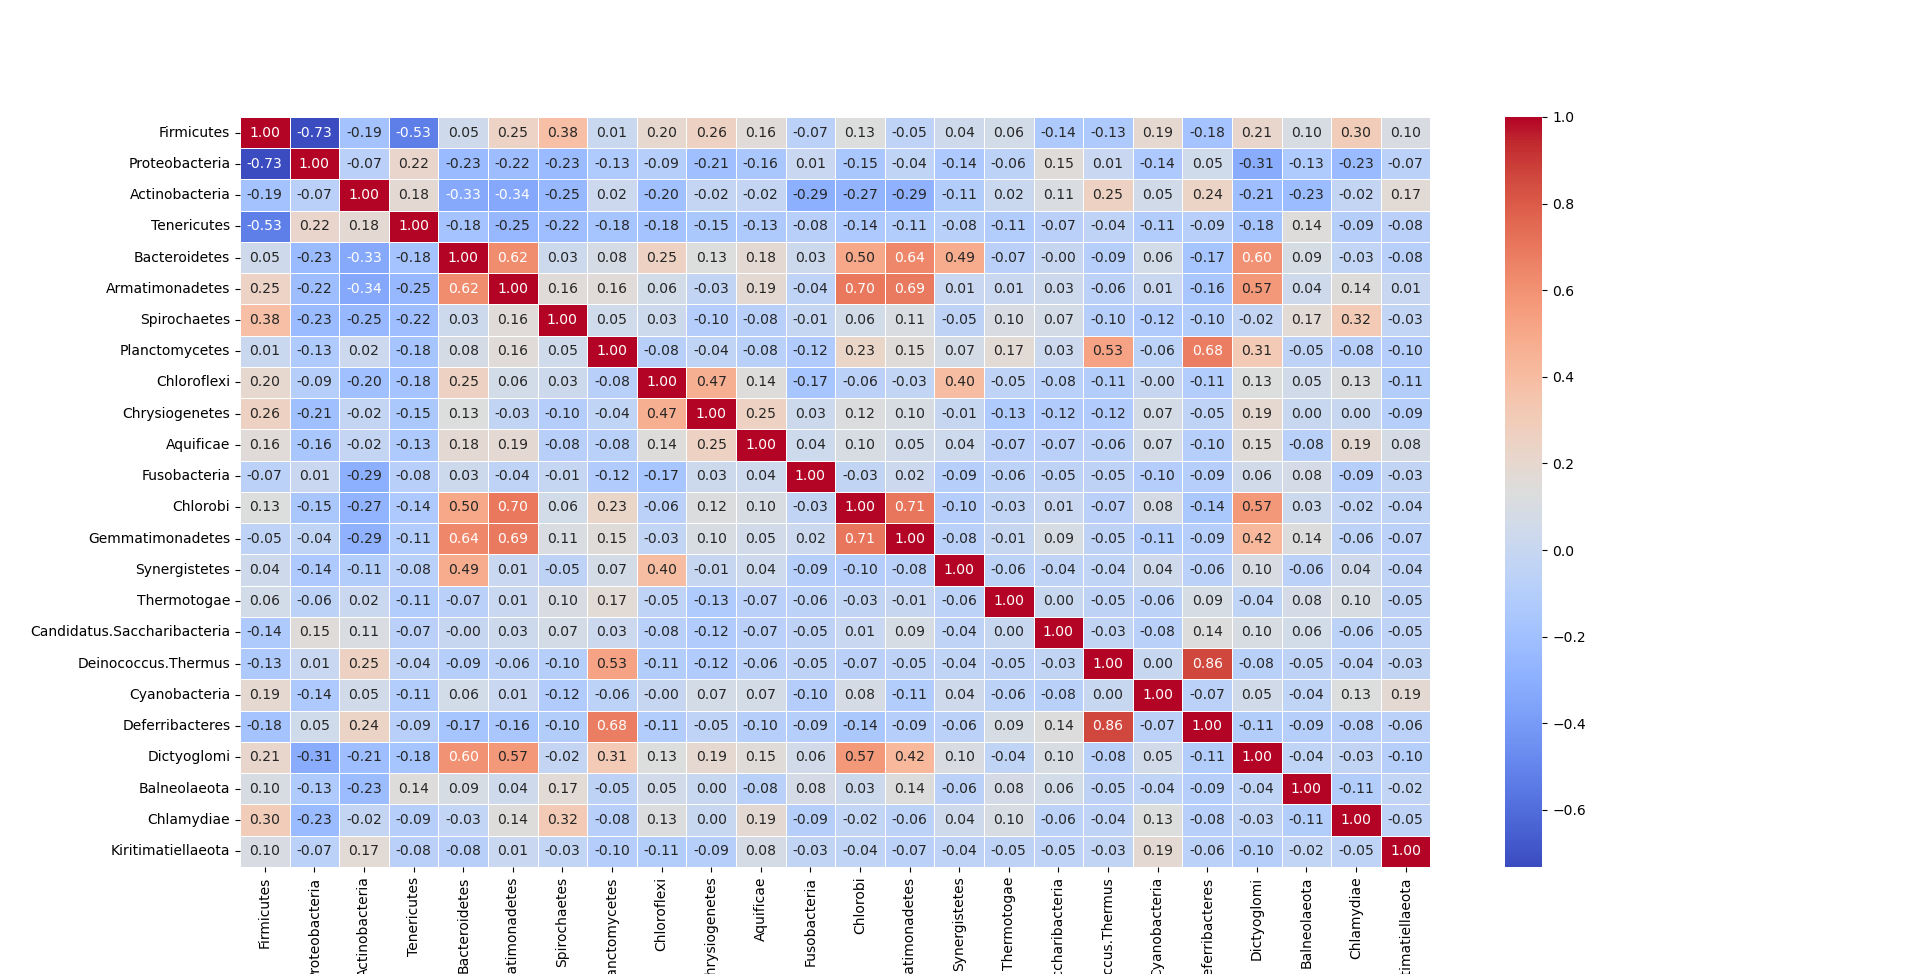 Firmicutes 1.00 -0.73 -0.19 -0.53 0.05 0.25 0.38 0.01 0.20 0.26 0.16 -0.07 0.13 -0.05 0.04 0.06 -0.14 -0.13 0.19 -0.18 0.21 0.10 0.30 0.10 1.0
Proteobacteria -0.73 1.00 -0.07 0.22 -0.23 -0.22 -0.23 -0.13 -0.09 -0.21 -0.16 0.01 -0.15 -0.04 -0.14 -0.06 0.15 0.01 -0.14 0.05 -0.31 -0.13 -0.23 -0.07
Actinobacteria -0.19 -0.07 1.00 0.18 -0.33 -0.34 -0.25 0.02 -0.20 -0.02 -0.02 -0.29 -0.27 -0.29 -0.11 0.02 0.11 0.25 0.05 0.24 -0.21 -0.23 -0.02 0.17 0.8
Tenericutes -0.53 0.22 0.18 1.00 -0.18 -0.25 -0.22 -0.18 -0.18 -0.15 -0.13 -0.08 -0.14 -0.11 -0.08 -0.11 -0.07 -0.04 -0.11 -0.09 -0.18 0.14 -0.09 -0.08
Bacteroidetes 0.05 -0.23 -0.33 -0.18 1.00 0.62 0.03 0.08 0.25 0.13 0.18 0.03 0.50 0.64 0.49 -0.07 -0.00 -0.09 0.06 -0.17 0.60 0.09 -0.03 -0.08
Armatimonadetes 0.25 -0.22 -0.34 -0.25 0.62 1.00 0.16 0.16 0.06 -0.03 0.19 -0.04 0.70 0.69 0.01 0.01 0.03 -0.06 0.01 -0.16 0.57 0.04 0.14 0.01 0.6
Spirochaetes 0.38 -0.23 -0.25 -0.22 0.03 0.16 1.00 0.05 0.03 -0.10 -0.08 -0.01 0.06 0.11 -0.05 0.10 0.07 -0.10 -0.12 -0.10 -0.02 0.17 0.32 -0.03
Planctomycetes 0.01 -0.13 0.02 -0.18 0.08 0.16 0.05 1.00 -0.08 -0.04 -0.08 -0.12 0.23 0.15 0.07 0.17 0.03 0.53 -0.06 0.68 0.31 -0.05 -0.08 -0.10
Chloroflexi 0.20 -0.09 -0.20 -0.18 0.25 0.06 0.03 -0.08 1.00 0.47 0.14 -0.17 -0.06 -0.03 0.40 -0.05 -0.08 -0.11 -0.00 -0.11 0.13 0.05 0.13 -0.11 0.4
Chrysiogenetes 0.26 -0.21 -0.02 -0.15 0.13 -0.03 -0.10 -0.04 0.47 1.00 0.25 0.03 0.12 0.10 -0.01 -0.13 -0.12 -0.12 0.07 -0.05 0.19 0.00 0.00 -0.09
Aquificae 0.16 -0.16 -0.02 -0.13 0.18 0.19 -0.08 -0.08 0.14 0.25 1.00 0.04 0.10 0.05 0.04 -0.07 -0.07 -0.06 0.07 -0.10 0.15 -0.08 0.19 0.08 0.2
Fusobacteria -0.07 0.01 -0.29 -0.08 0.03 -0.04 -0.01 -0.12 -0.17 0.03 0.04 1.00 -0.03 0.02 -0.09 -0.06 -0.05 -0.05 -0.10 -0.09 0.06 0.08 -0.09 -0.03
Chlorobi 0.13 -0.15 -0.27 -0.14 0.50 0.70 0.06 0.23 -0.06 0.12 0.10 -0.03 1.00 0.71 -0.10 -0.03 0.01 -0.07 0.08 -0.14 0.57 0.03 -0.02 -0.04
Gemmatimonadetes -0.05 -0.04 -0.29 -0.11 0.64 0.69 0.11 0.15 -0.03 0.10 0.05 0.02 0.71 1.00 -0.08 -0.01 0.09 -0.05 -0.11 -0.09 0.42 0.14 -0.06 -0.07 0.0
Synergistetes 0.04 -0.14 -0.11 -0.08 0.49 0.01 -0.05 0.07 0.40 -0.01 0.04 -0.09 -0.10 -0.08 1.00 -0.06 -0.04 -0.04 0.04 -0.06 0.10 -0.06 0.04 -0.04
Thermotogae 0.06 -0.06 0.02 -0.11 -0.07 0.01 0.10 0.17 -0.05 -0.13 -0.07 -0.06 -0.03 -0.01 -0.06 1.00 0.00 -0.05 -0.06 0.09 -0.04 0.08 0.10 -0.05
Candidatus.Saccharibacteria -0.14 0.15 0.11 -0.07 -0.00 0.03 0.07 0.03 -0.08 -0.12 -0.07 -0.05 0.01 0.09 -0.04 0.00 1.00 -0.03 -0.08 0.14 0.10 0.06 -0.06 -0.05 −0.2
Deinococcus.Thermus -0.13 0.01 0.25 -0.04 -0.09 -0.06 -0.10 0.53 -0.11 -0.12 -0.06 -0.05 -0.07 -0.05 -0.04 -0.05 -0.03 1.00 0.00 0.86 -0.08 -0.05 -0.04 -0.03
Cyanobacteria 0.19 -0.14 0.05 -0.11 0.06 0.01 -0.12 -0.06 -0.00 0.07 0.07 -0.10 0.08 -0.11 0.04 -0.06 -0.08 0.00 1.00 -0.07 0.05 -0.04 0.13 0.19
Deferribacteres -0.18 0.05 0.24 -0.09 -0.17 -0.16 -0.10 0.68 -0.11 -0.05 -0.10 -0.09 -0.14 -0.09 -0.06 0.09 0.14 0.86 -0.07 1.00 -0.11 -0.09 -0.08 -0.06 −0.4
Dictyoglomi 0.21 -0.31 -0.21 -0.18 0.60 0.57 -0.02 0.31 0.13 0.19 0.15 0.06 0.57 0.42 0.10 -0.04 0.10 -0.08 0.05 -0.11 1.00 -0.04 -0.03 -0.10
Balneolaeota 0.10 -0.13 -0.23 0.14 0.09 0.04 0.17 -0.05 0.05 0.00 -0.08 0.08 0.03 0.14 -0.06 0.08 0.06 -0.05 -0.04 -0.09 -0.04 1.00 -0.11 -0.02
Chlamydiae 0.30 -0.23 -0.02 -0.09 -0.03 0.14 0.32 -0.08 0.13 0.00 0.19 -0.09 -0.02 -0.06 0.04 0.10 -0.06 -0.04 0.13 -0.08 -0.03 -0.11 1.00 -0.05 −0.6
Kiritimatiellaeota 0.10 -0.07 0.17 -0.08 -0.08 0.01 -0.03 -0.10 -0.11 -0.09 0.08 -0.03 -0.04 -0.07 -0.04 -0.05 -0.05 -0.03 0.19 -0.06 -0.10 -0.02 -0.05 1.00
Firmicutes
roteobacteria
Actinobacteria
Tenericutes
Bacteroidetes
atimonadetes
Spirochaetes
anctomycetes
Chloroflexi
hrysiogenetes
Aquificae
Fusobacteria
Chlorobi
atimonadetes
Synergistetes
Thermotogae
ccharibacteria
ccus.Thermus
Cyanobacteria
eferribacteres
Dictyoglomi
Balneolaeota
Chlamydiae
timatiellaeota